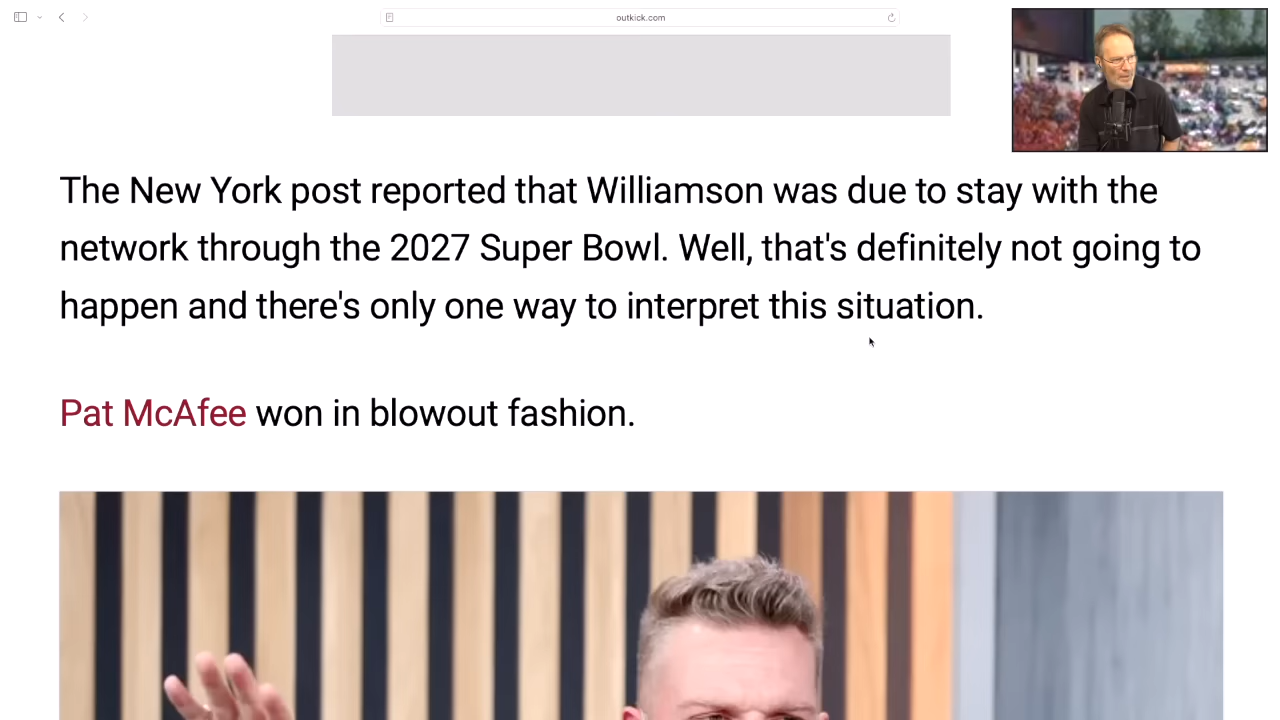 outkick.com
The New York post reported that Williamson was due to stay with the
network through the 2027 Super Bowl. Well, that's definitely not going to
happen and there's only one way to interpret this situation.
Pat McAfee won in blowout fashion.